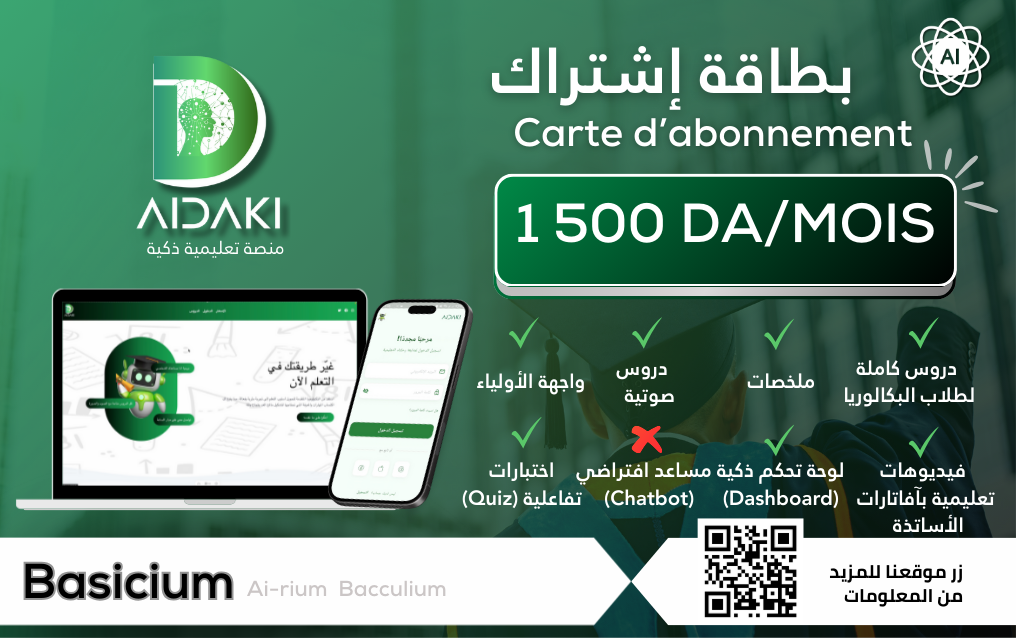 AI
بطاقة إشتراك
Carte d'abonnement
1 500 DA/MOIS
AIDAKI
منصة تعليمية ذكية
غيّر طريقتك في
التعلم الآن
AIDAKI
مرحبا مجددا!
تسجيل الدخول
دروس كاملة
لطلاب البكالوريا
ملخصات
دروس
صوتية
واجهة الأولياء
فيديوهات
تعليمية بآفاتارات
الأساتذة
لوحة تحكم ذكية
(Dashboard)
مساعد افتراضي
(Chatbot)
اختبارات
تفاعلية (Quiz)
Basicium Ai-rium Bacculium
زر موقعنا للمزيد
من المعلومات